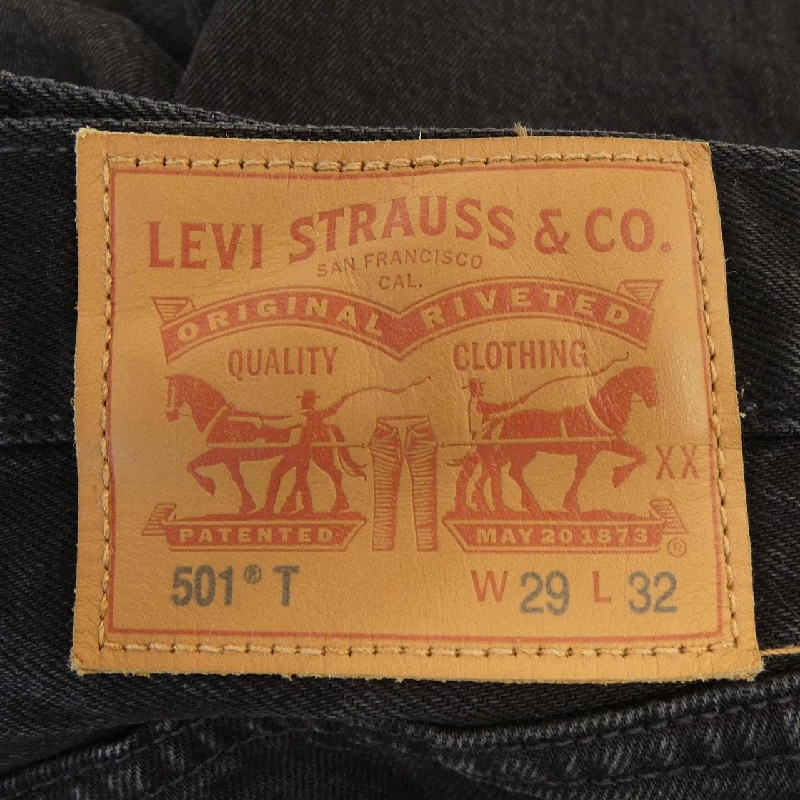 LEVI STRAUSS & CO.
SAN FRANCISCO
CAL.
ORIGINAL RIVETED
QUALITY CLOTHING
XX
PATENTED MAY 20 1873 ®
501® T W 29 L 32